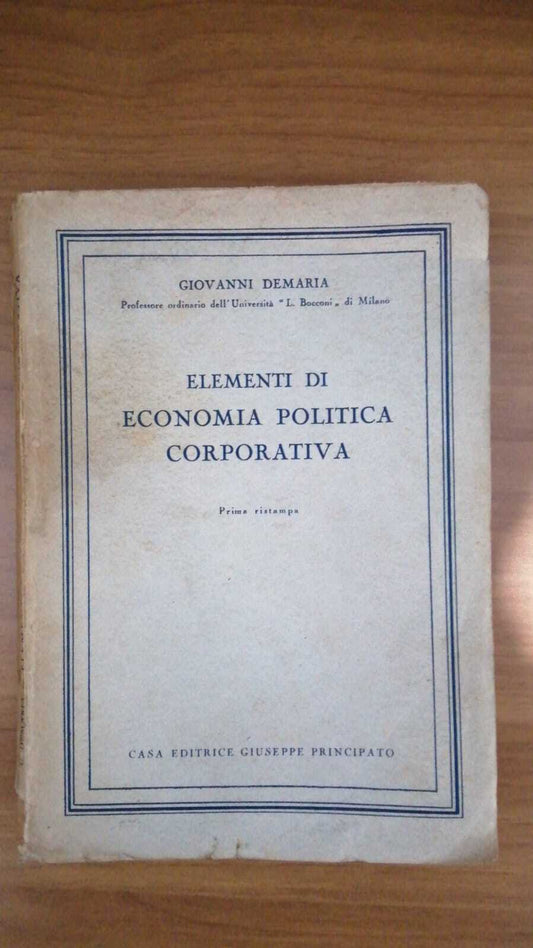 GIOVANNI DEMARIA
Professore ordinario dell'Università "L. Bocconi„ di Milano
ELEMENTI DI
ECONOMIA POLITICA
CORPORATIVA
Prima ristampa
CASA EDITRICE GIUSEPPE PRINCIPATO